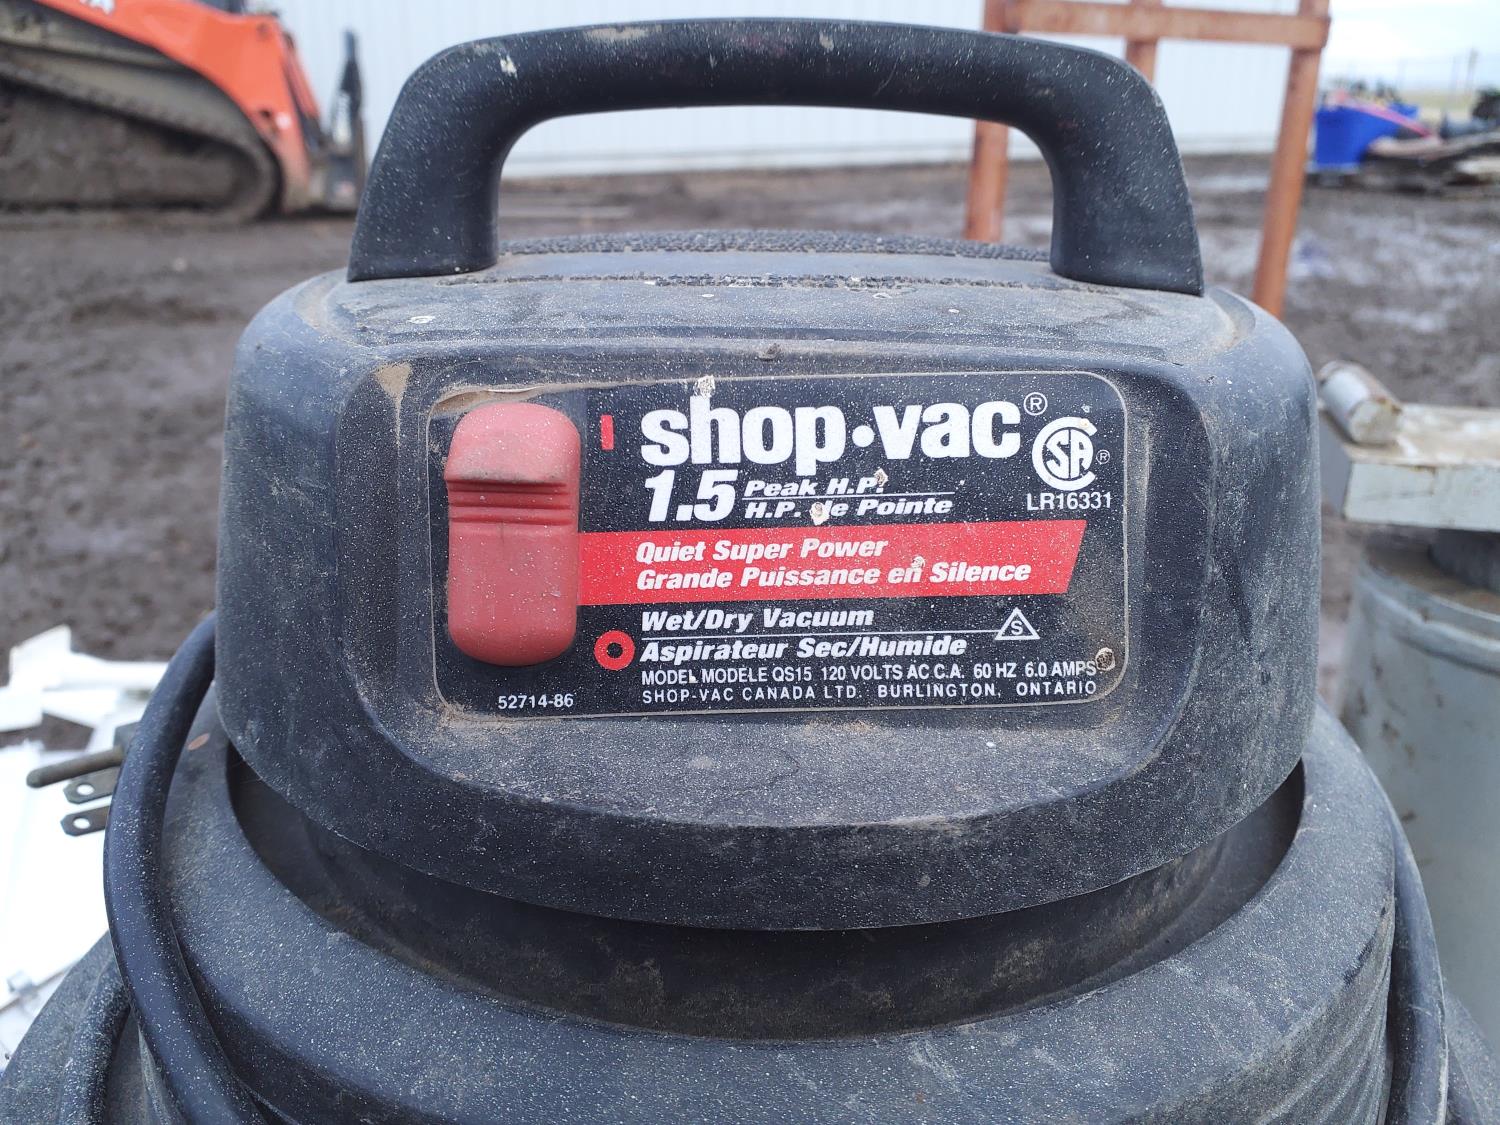 shop·vac®
1.5 Peak H.P.
H.P. de Pointe
SA ®
LR16331
Quiet Super Power
Grande Puissance en Silence
Wet/Dry Vacuum
Aspirateur Sec/Humide
S
MODEL MODELE QS15 120 VOLTS AC C.A. 60 HZ 6.0 AMPS
SHOP-VAC CANADA LTD. BURLINGTON, ONTARIO
52714-86